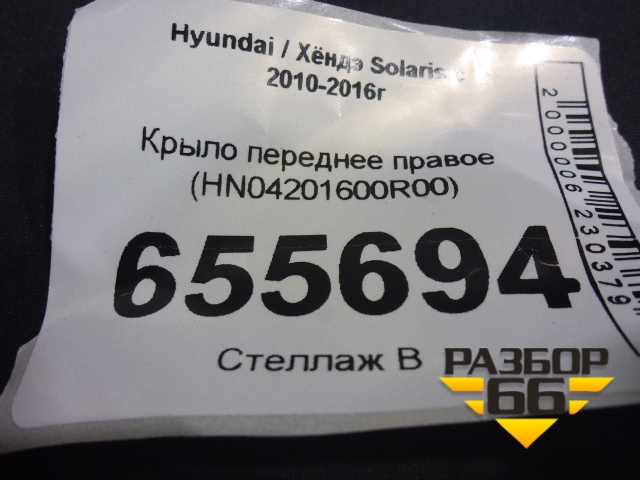 Hyundai / Хёндэ Solaris с
2010-2016г
Крыло переднее правое
(HN04201600R00)
655694
Стеллаж В
2000006230379
РАЗБОР
66